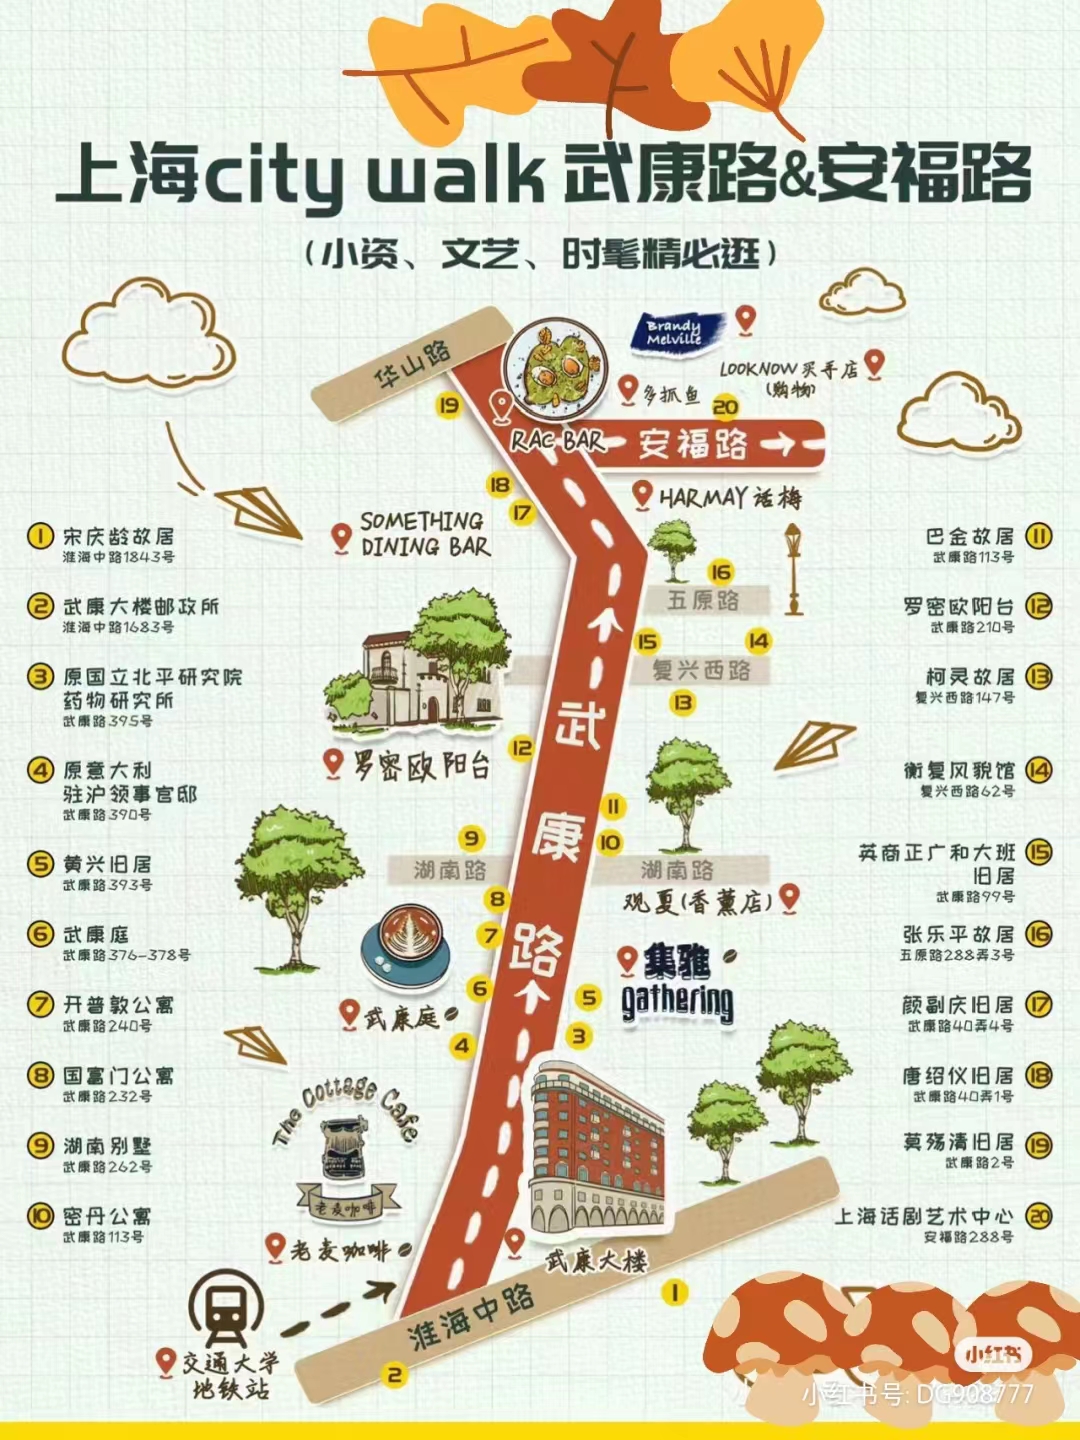 上海city walk 武康路&安福路
(小资、文艺、时髦精必逛)
华山路
Brandy
Melville
LOOKNOW买手店
(购物)
多抓鱼
20
19
RAC BAR
安福路
18
17
HARMAY 话梅
SOMETHING
DINING BAR
16
五原路
15
14
复兴西路
13
武康路
罗密欧阳台
12
11
10
9
湖南路
湖南路
8
观夏(香薰店)
7
集雅
gathering
6
5
武康庭
4
3
The Cottage Cafe
老麦咖啡
老麦咖啡
武康大楼
淮海中路
1
2
交通大学
地铁站
1 宋庆龄故居
淮海中路1843号
2 武康大楼邮政所
淮海中路1683号
3 原国立北平研究院
药物研究所
武康路395号
4 原意大利
驻沪领事官邸
武康路390号
5 黄兴旧居
武康路393号
6 武康庭
武康路376-378号
7 开普敦公寓
武康路240号
8 国富门公寓
武康路232号
9 湖南别墅
武康路262号
10 密丹公寓
武康路113号
巴金故居 11
武康路113号
罗密欧阳台 12
武康路210号
柯灵故居 13
复兴西路147号
衡复风貌馆 14
复兴西路62号
英商正广和大班 15
旧居
武康路99号
张乐平故居 16
五原路288弄3号
颜副庆旧居 17
武康路40弄4号
唐绍仪旧居 18
武康路40弄1号
莫殇清旧居 19
武康路2号
上海话剧艺术中心 20
安福路288号
小红书
小红书号: DG908777